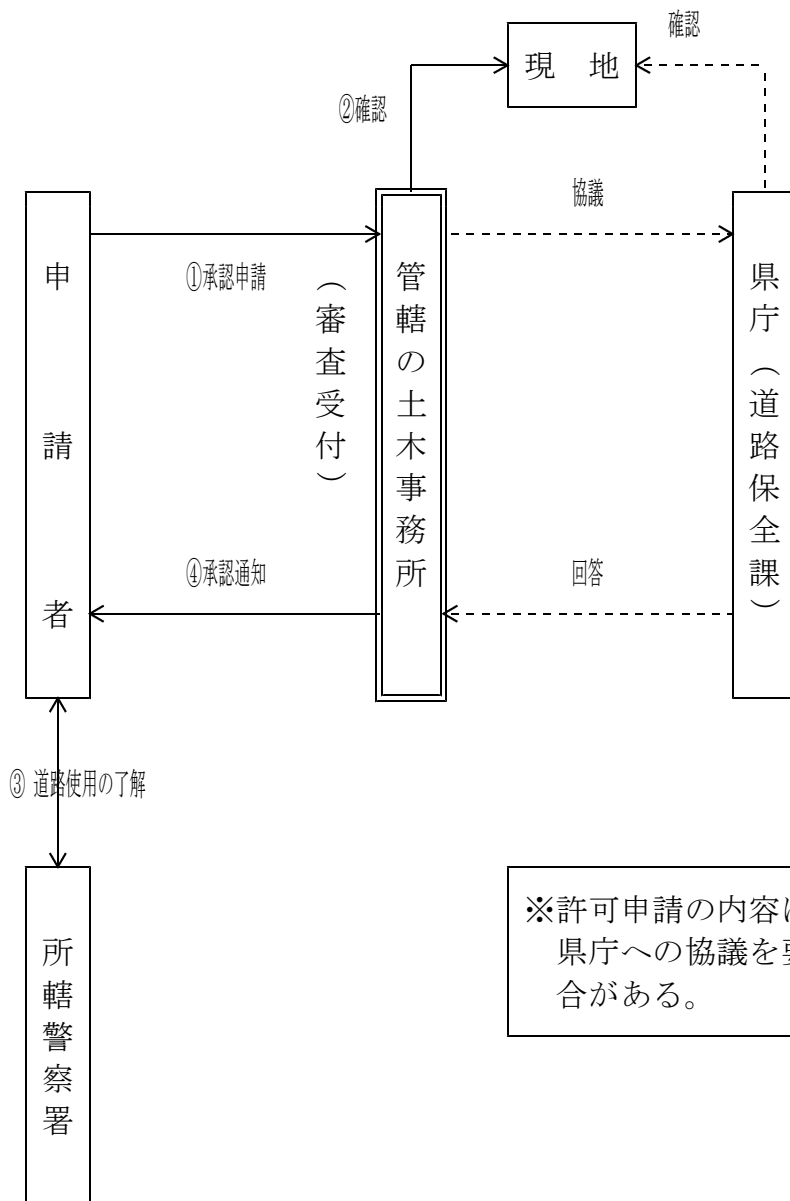 確認
現　地
②確認
協議
①承認申請
申請者
（審査受付）
管轄の土木事務所
県庁（道路保全課）
④承認通知
回答
③ 道路使用の了解
所轄警察署
※許可申請の内容
県庁への協議を
合がある。